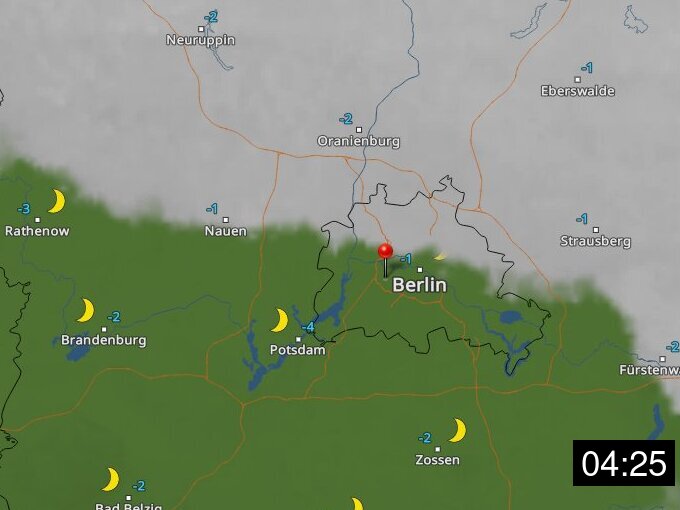 -2
Neuruppin
-1
Eberswalde
-2
Oranienburg
-3
Rathenow
-1
Nauen
-1
Strausberg
-1
Berlin
-2
Brandenburg
-4
Potsdam
-2
Fürstenwa
-2
Zossen
-2
Bad Belzig
04:25